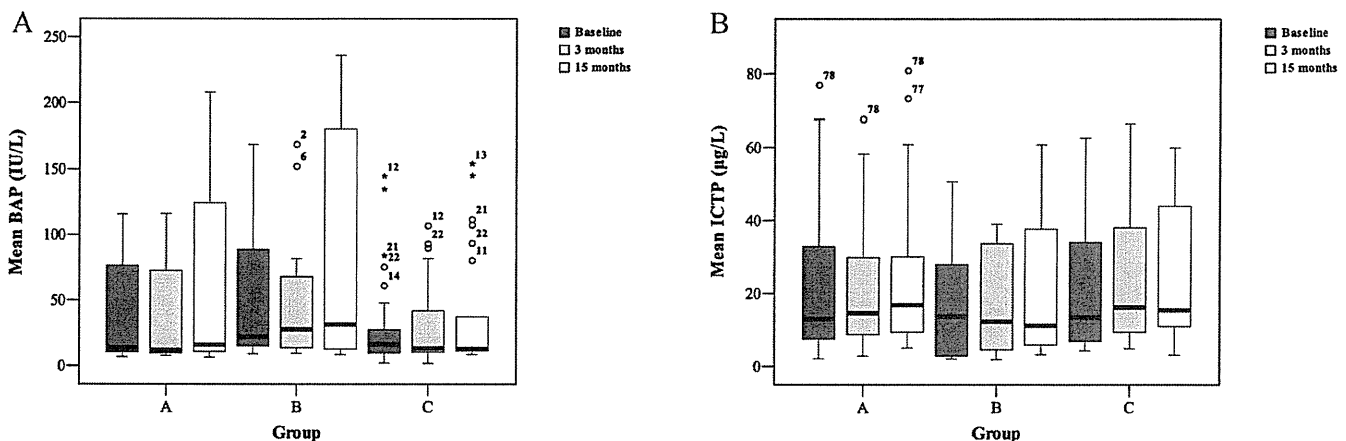 A
Mean BAP (IU/L)
250
200
150
100
50
0
2
6
12
21
22
14
12
22
13
21
22
11
A B C
Group
Baseline
3 months
15 months
B
Mean ICTP (µg/L)
80
60
40
20
0
78
78
78
77
A B C
Group
Baseline
3 months
15 months